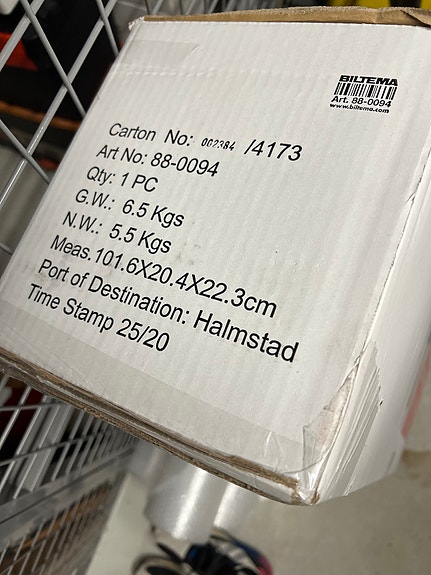 BILTEMA
Art. 88-0094
www.biltema.com
Carton No: 002384 /4173
Art No: 88-0094
Qty: 1 PC
G.W.: 6.5 Kgs
N.W.: 5.5 Kgs
Meas.101.6X20.4X22.3cm
Port of Destination: Halmstad
Time Stamp 25/20